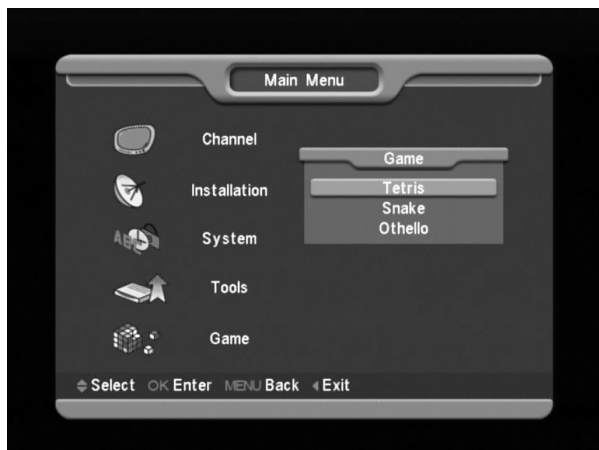 Main Menu
Channel
Installation
System
Tools
Game
Game
Tetris
Snake
Othello
Select OK Enter MENU Back Exit